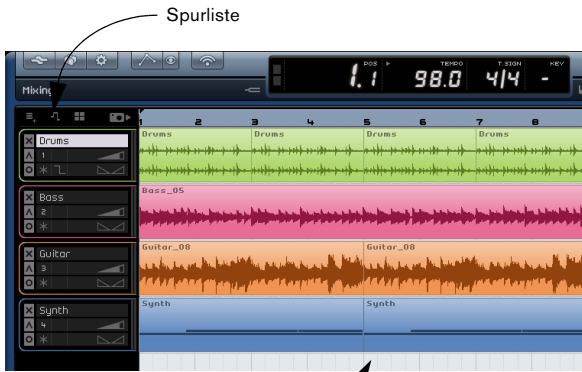 Spurliste
POS TEMPO T.SIGN KEY
1. 1 98.0 4|4 -
Mixing
1 2 3 4 5 6 7 8
Drums Drums Drums Drums Drums
1
Bass Bass_05
2
Guitar Guitar_08 Guitar_08
3
Synth Synth Synth
4